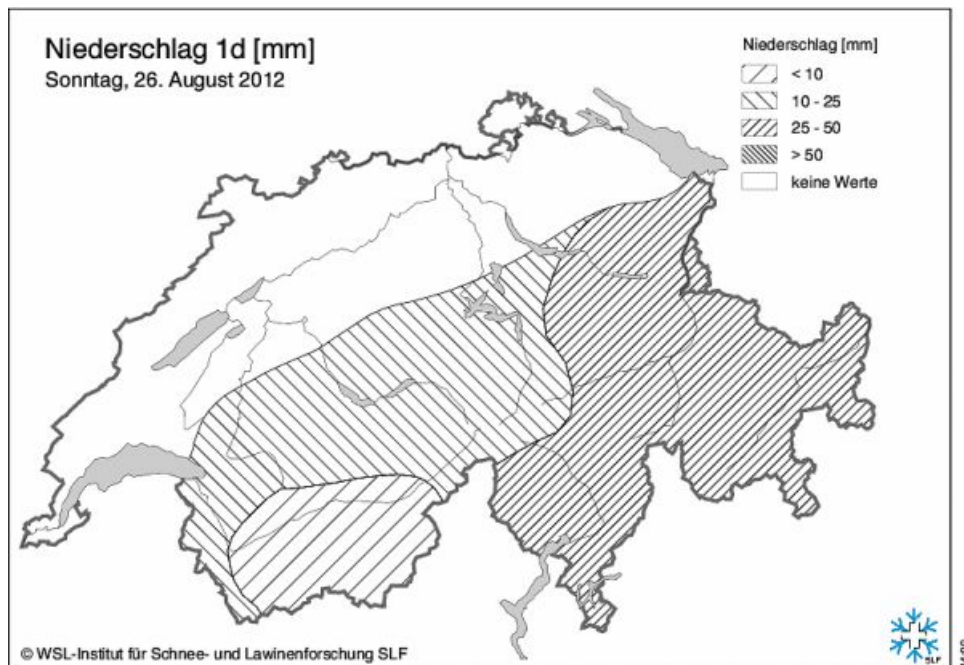 Niederschlag 1d [mm]
Sonntag, 26. August 2012
Niederschlag [mm]
< 10
10 - 25
25 - 50
> 50
keine Werte
© WSL-Institut für Schnee- und Lawinenforschung SLF
SLF